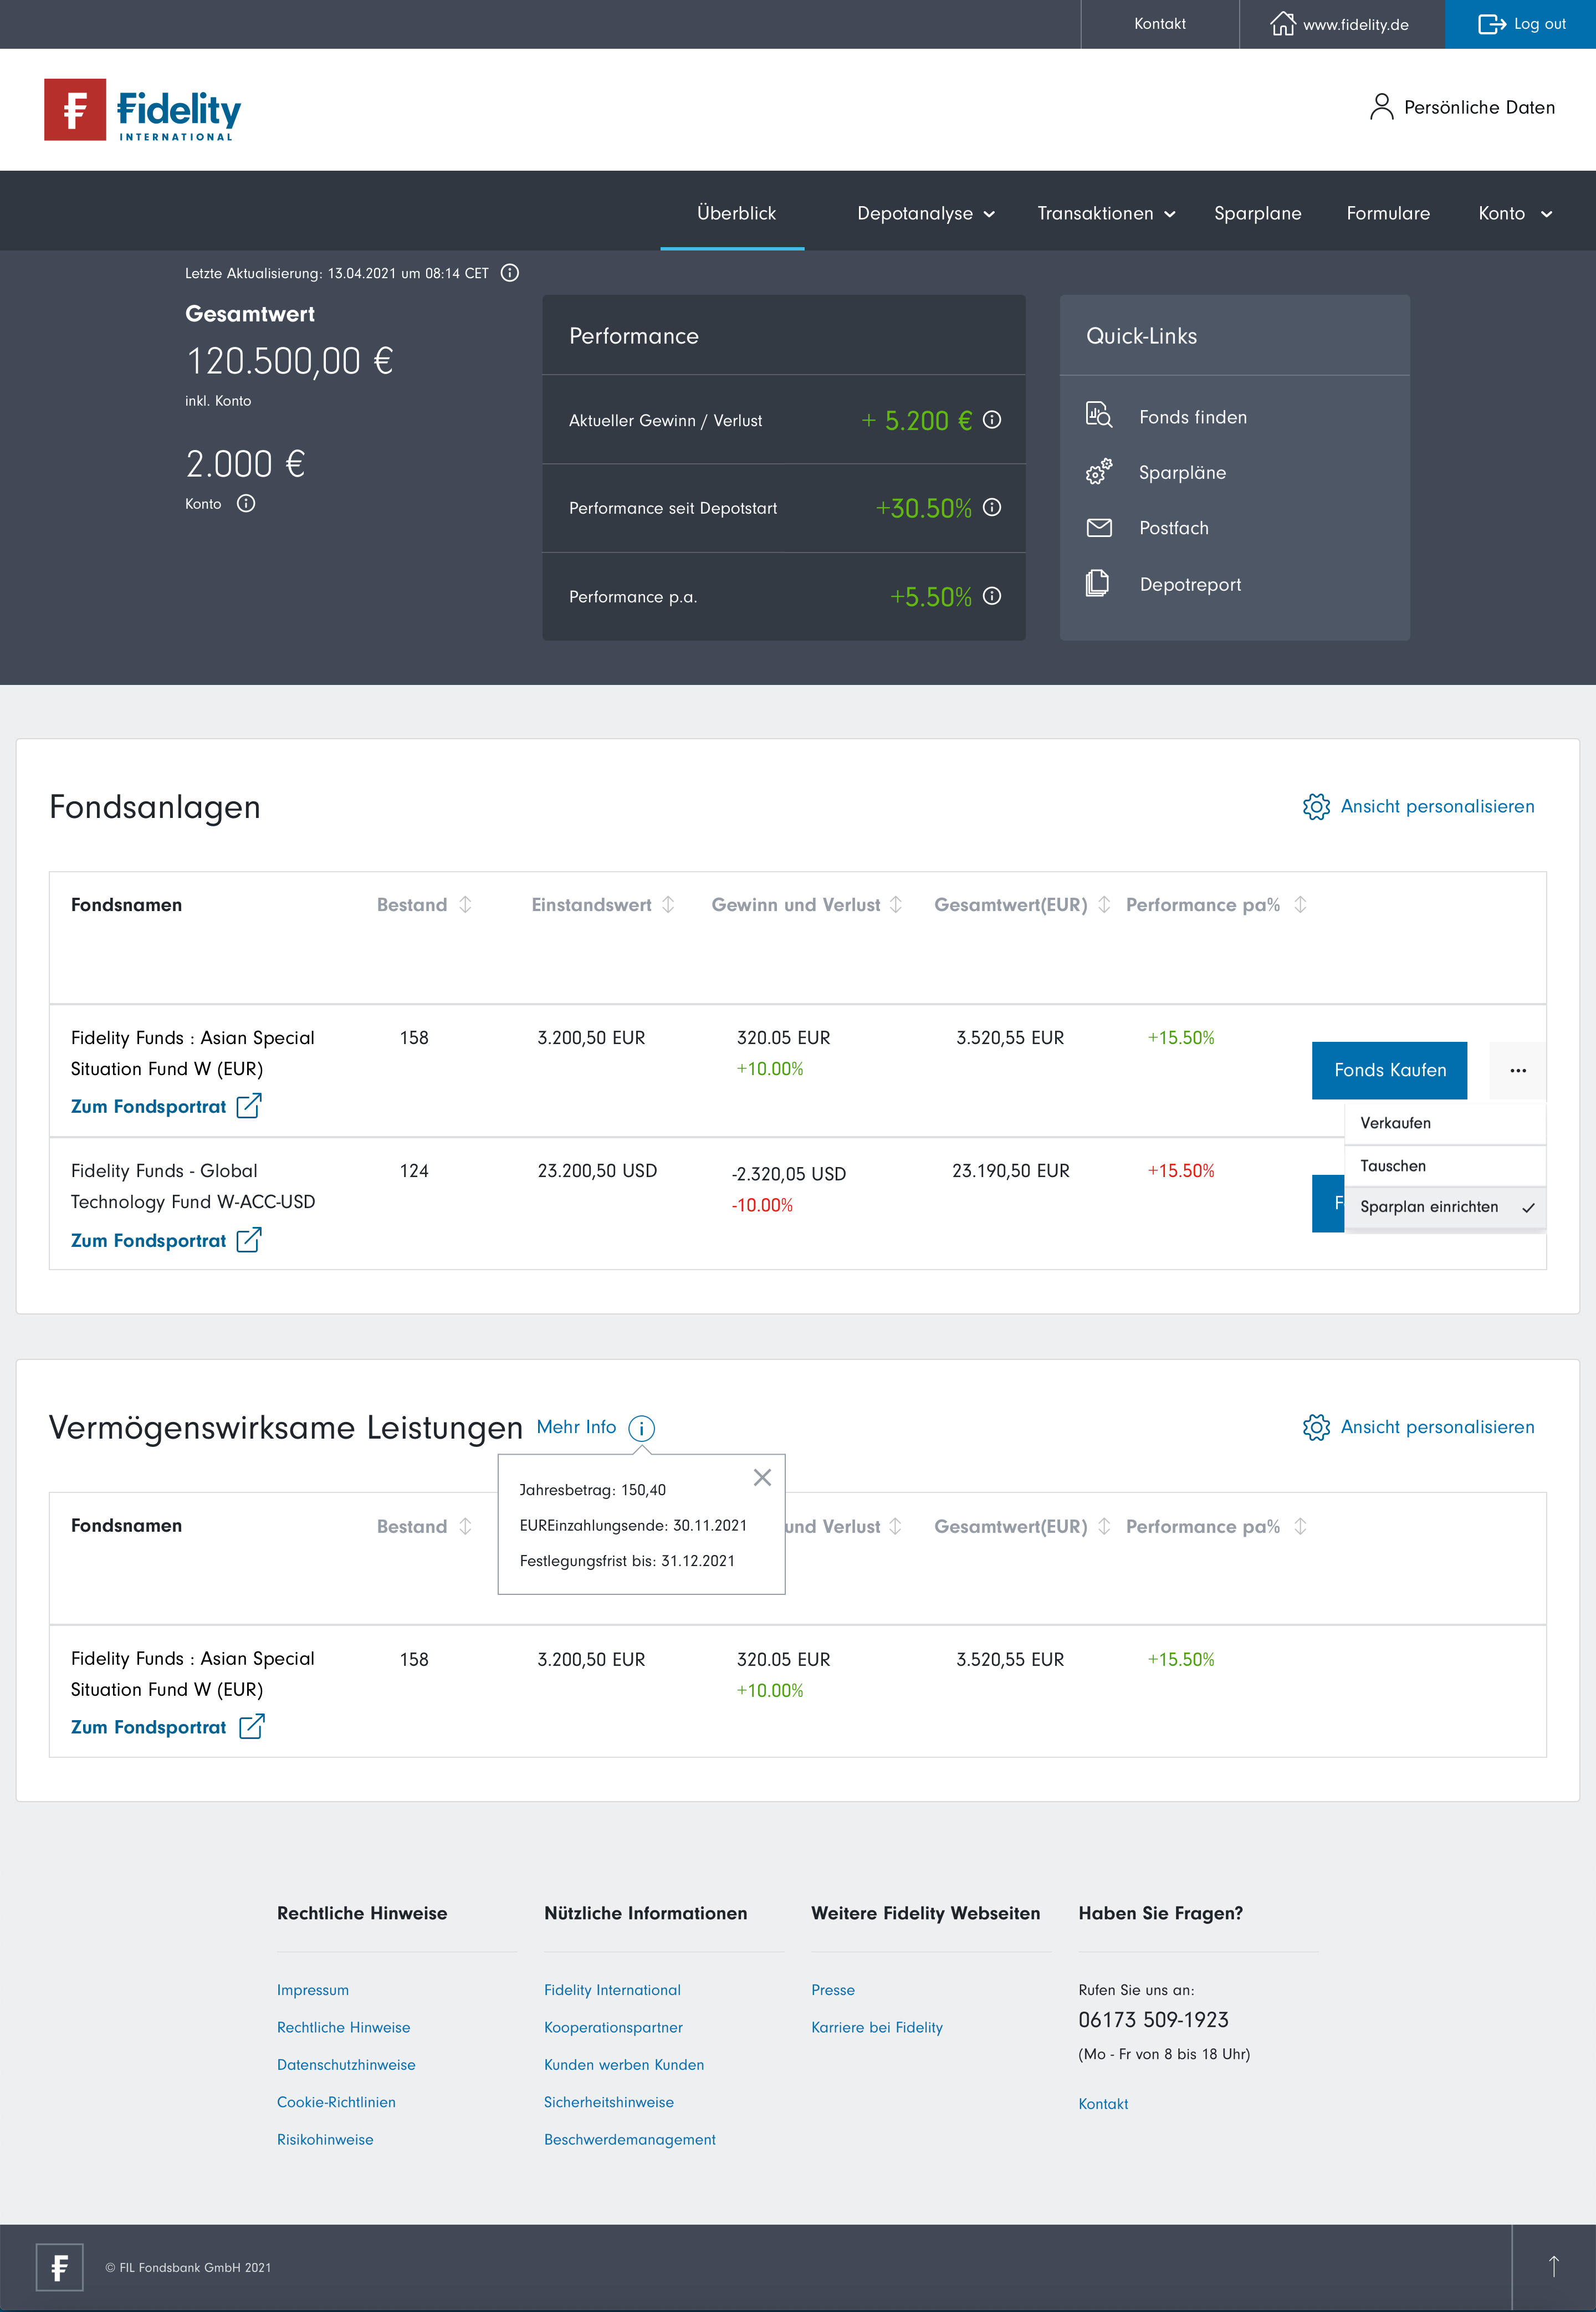 Kontakt
www.fidelity.de
Log out
Fidelity
INTERNATIONAL
Persönliche Daten
Überblick
Depotanalyse
Transaktionen
Sparplane
Formulare
Konto
Letzte Aktualisierung: 13.04.2021 um 08:14 CET
Gesamtwert
120.500,00 €
inkl. Konto
2.000 €
Konto
Performance
Aktueller Gewinn / Verlust + 5.200 €
Performance seit Depotstart +30.50%
Performance p.a. +5.50%
Quick-Links
Fonds finden
Sparpläne
Postfach
Depotreport
Fondsanlagen
Ansicht personalisieren
Fondsnamen Bestand Einstandswert Gewinn und Verlust Gesamtwert(EUR) Performance pa%
Fidelity Funds : Asian Special 158 3.200,50 EUR 320.05 EUR 3.520,55 EUR +15.50%
Situation Fund W (EUR) +10.00%
Zum Fondsportrat
Fonds Kaufen ...
Verkaufen
Tauschen
Sparplan einrichten
Fidelity Funds - Global 124 23.200,50 USD -2.320,05 USD 23.190,50 EUR +15.50%
Technology Fund W-ACC-USD -10.00%
Zum Fondsportrat
Vermögenswirksame Leistungen Mehr Info
Ansicht personalisieren
Jahresbetrag: 150,40
EUREinzahlungsende: 30.11.2021
Festlegungsfrist bis: 31.12.2021
Fondsnamen Bestand und Verlust Gesamtwert(EUR) Performance pa%
Fidelity Funds : Asian Special 158 3.200,50 EUR 320.05 EUR 3.520,55 EUR +15.50%
Situation Fund W (EUR) +10.00%
Zum Fondsportrat
Rechtliche Hinweise
Impressum
Rechtliche Hinweise
Datenschutzhinweise
Cookie-Richtlinien
Risikohinweise
Nützliche Informationen
Fidelity International
Kooperationspartner
Kunden werben Kunden
Sicherheitshinweise
Beschwerdemanagement
Weitere Fidelity Webseiten
Presse
Karriere bei Fidelity
Haben Sie Fragen?
Rufen Sie uns an:
06173 509-1923
(Mo - Fr von 8 bis 18 Uhr)
Kontakt
© FIL Fondsbank GmbH 2021